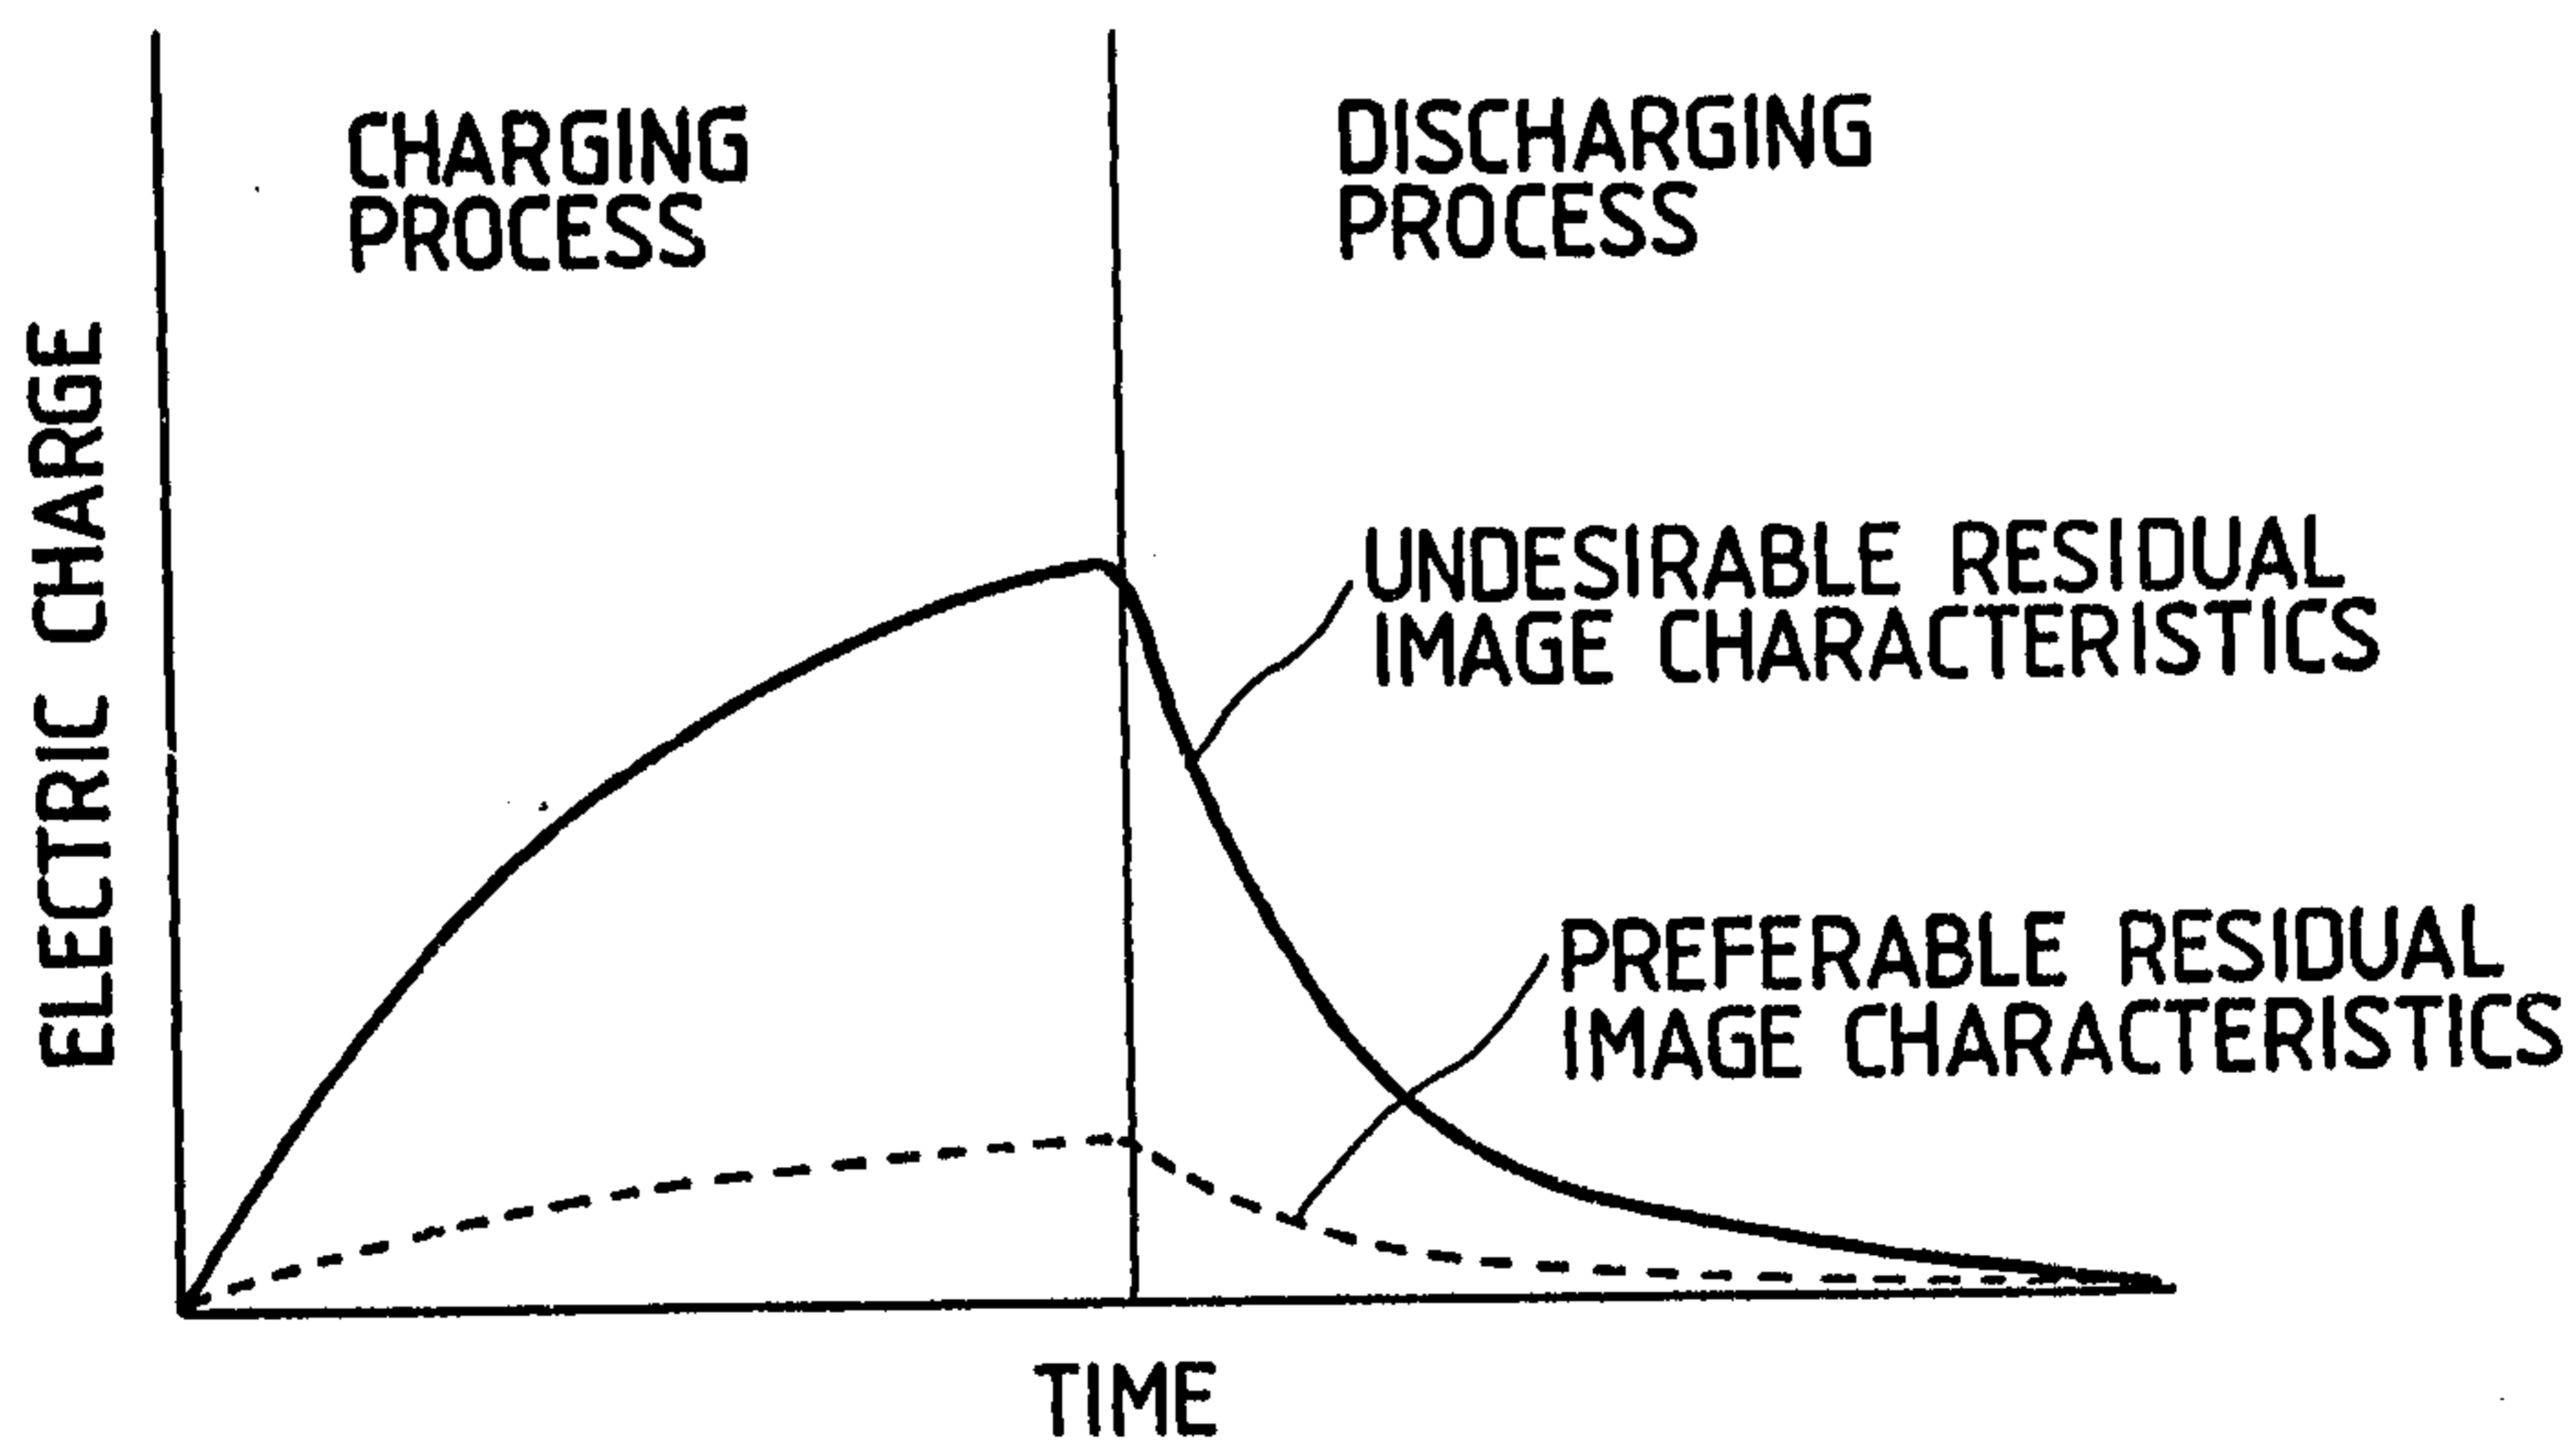 CHARGING
PROCESS
DISCHARGING
PROCESS
ELECTRIC CHARGE
UNDESIRABLE RESIDUAL
IMAGE CHARACTERISTICS
PREFERABLE RESIDUAL
IMAGE CHARACTERISTICS
TIME